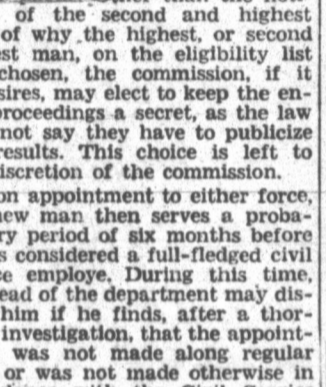 of the second and highest
of why the highest, or second
est man, on the eligibility list
chosen, the commission, if it
sires, may elect to keep the en-
proceedings a secret, as the law
not say they have to publicize
results. This choice is left to
iscretion of the commission.
on appointment to either force,
new man then serves a proba-
ry period of six months before
s considered a full-fledged civil
ce employe. During this time,
ead of the department may dis-
him if he finds, after a thor-
investigation, that the appoint-
was not made along regular
or was not made otherwise in